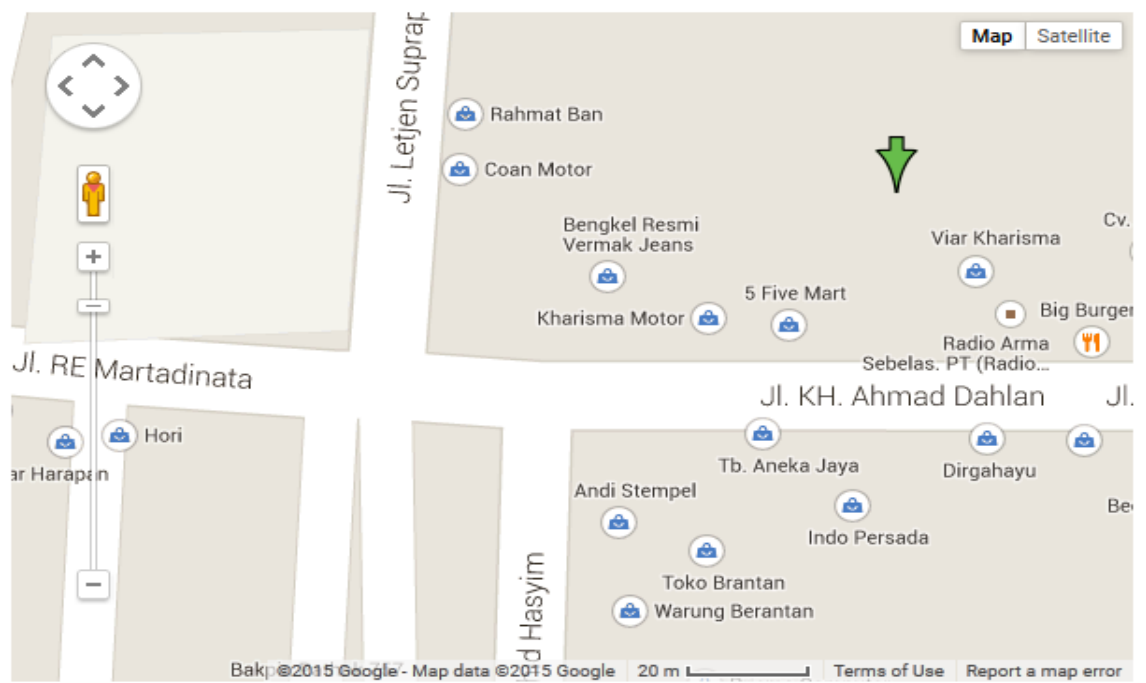 Map Satellite
Jl. Letjen Suprap
Rahmat Ban
Coan Motor
Bengkel Resmi
Vermak Jeans
Cv.
Viar Kharisma
5 Five Mart
Kharisma Motor
Big Burger
Radio Arma
Sebelas. PT (Radio...
Jl. RE Martadinata
Jl. KH. Ahmad Dahlan
Jl.
Hori
ar Harapan
Tb. Aneka Jaya
Dirgahayu
Andi Stempel
Be
Indo Persada
Toko Brantan
Warung Berantan
d Hasyim
©2015 Google - Map data ©2015 Google 20 m Terms of Use Report a map error